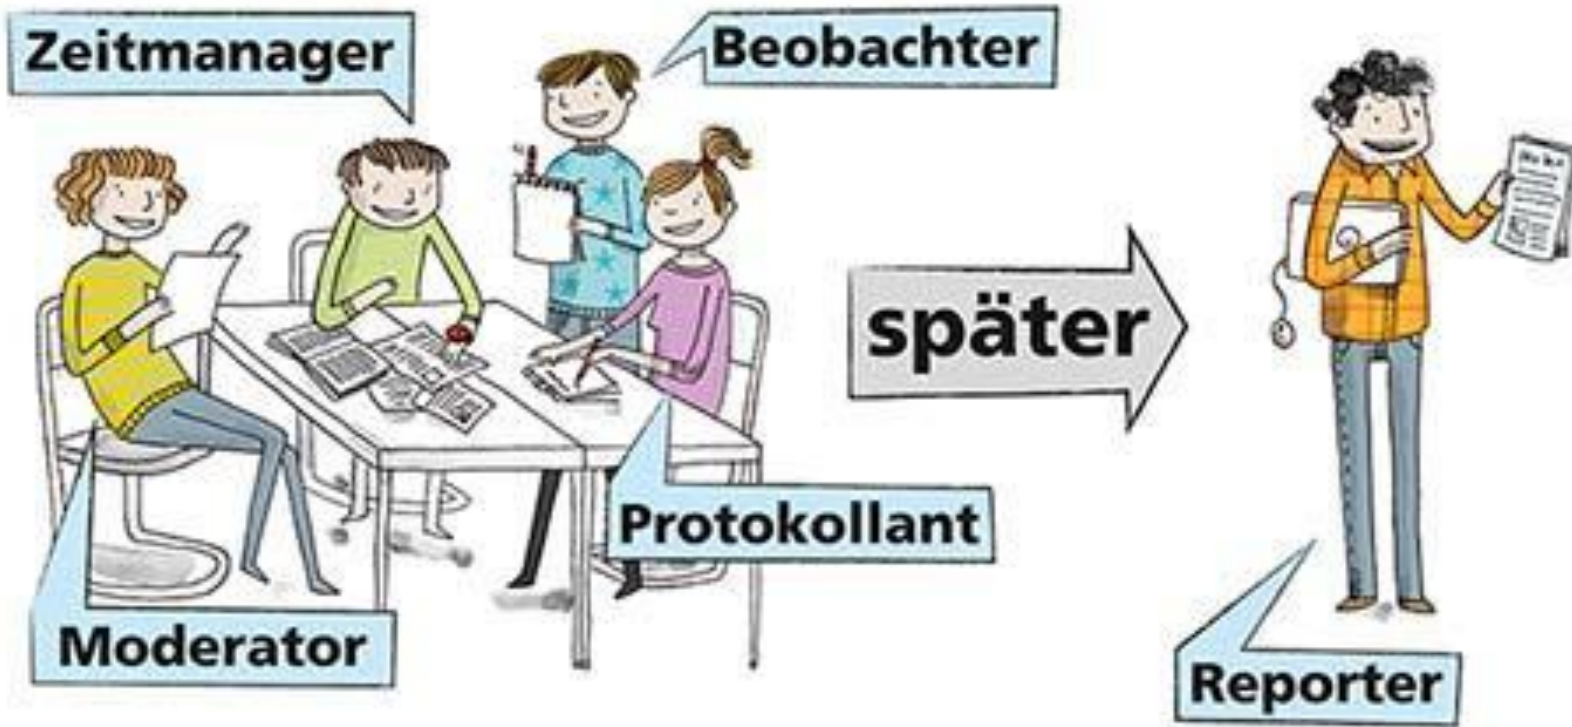 Zeitmanager
Beobachter
später
Protokollant
Moderator
Reporter